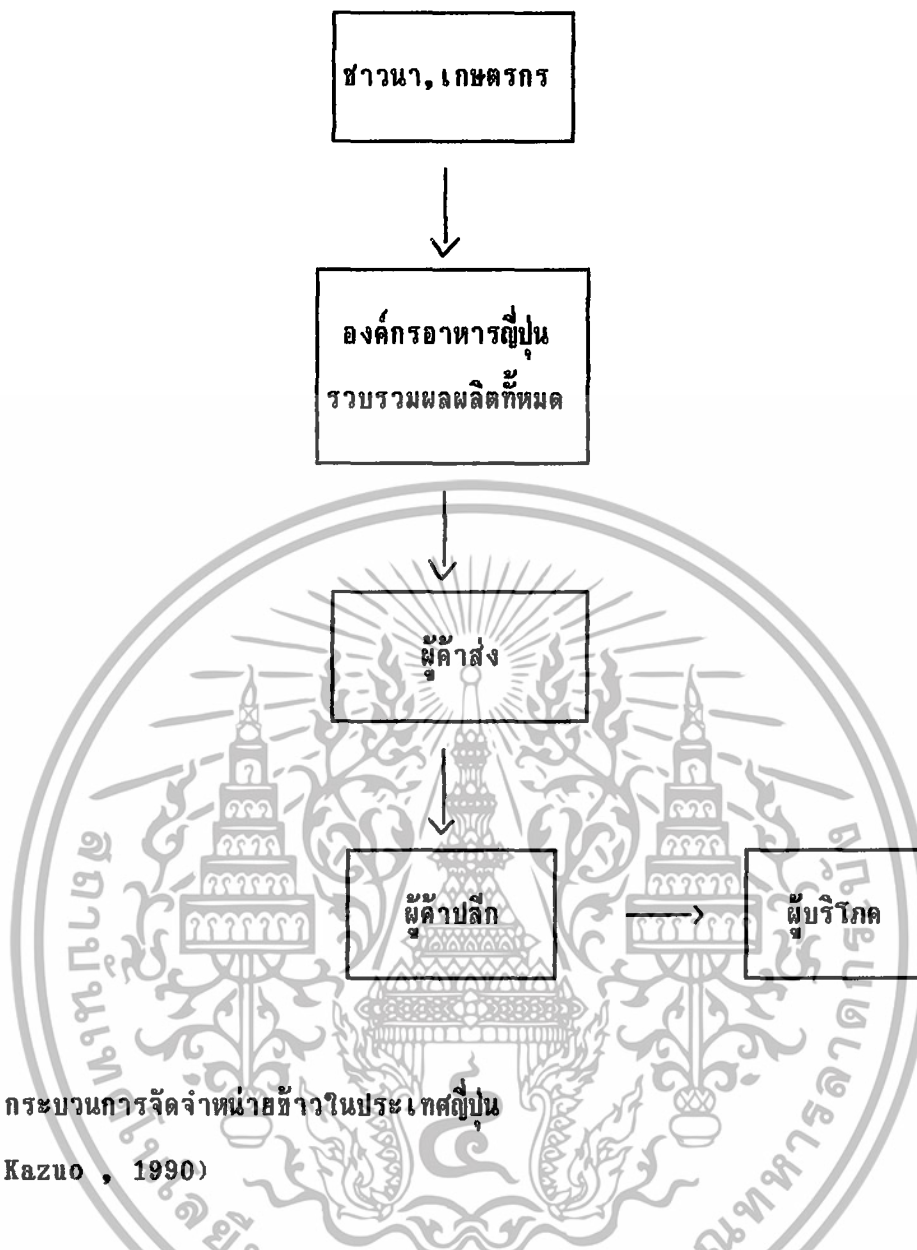 ชาวนา,เกษตรกร
องค์กรอาหารญี่ปุ่น
รวบรวมผลผลิตทั้หมด
ผู้ค้าส่ง
ผู้ค้าปลีก
ผู้บริโภค
กระบวนการจัดจำหน่ายข้าวในประเทศญี่ปุ่น
Kazuo , 1990)